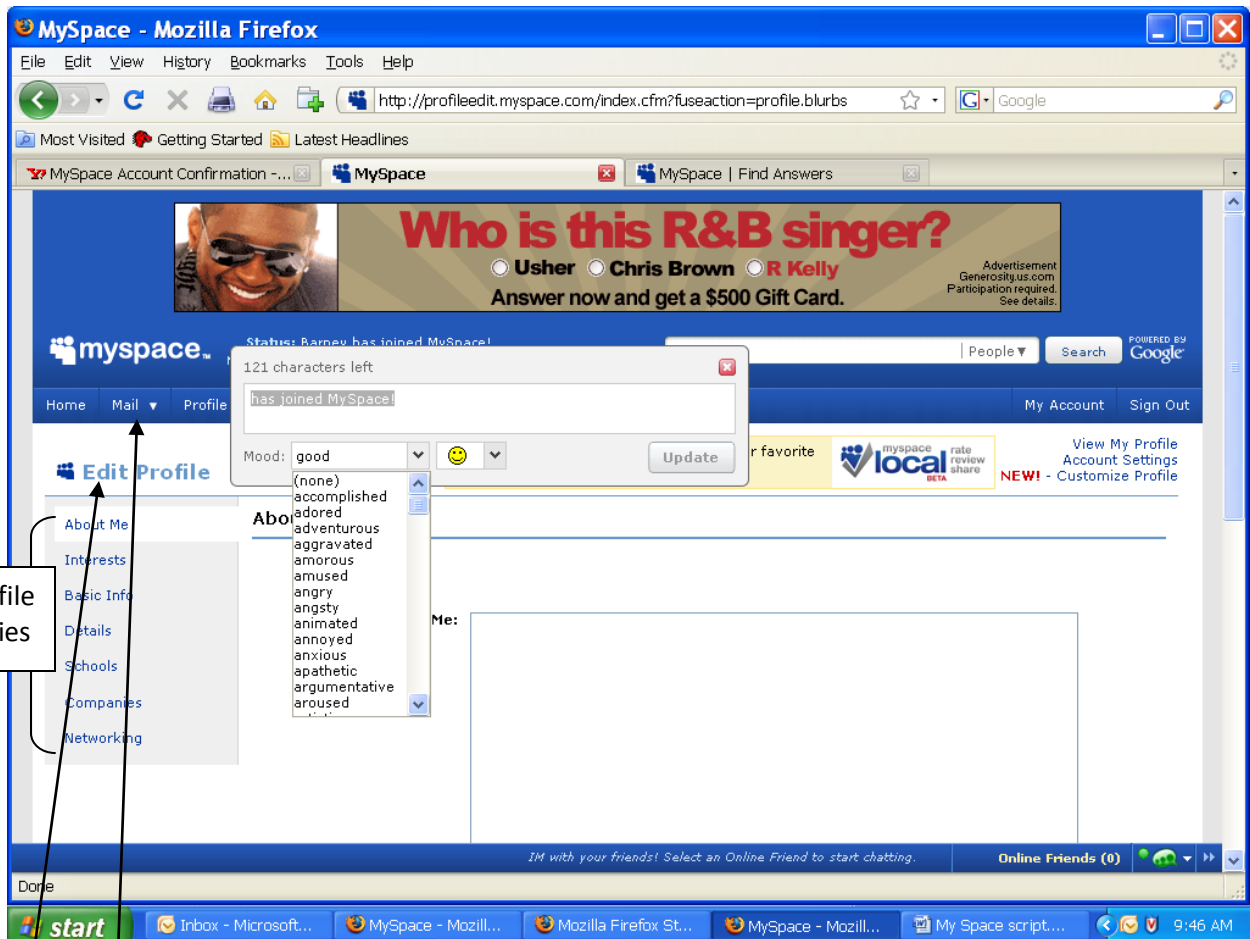 MySpace - Mozilla Firefox
File Edit View History Bookmarks Tools Help
http://profileedit.myspace.com/index.cfm?fuseaction=profile.blurbs
G Google
Most Visited Getting Started Latest Headlines
MySpace Account Confirmation -... MySpace MySpace | Find Answers
Who is this R&B singer?
Usher Chris Brown R Kelly
Answer now and get a $500 Gift Card.
Advertisement
Generosity.us.com
Participation required.
See details.
myspace.
Status: Barney has joined MySpace!
People Search POWERED BY Google
121 characters left
has joined MySpace!
Home Mail Profile
My Account Sign Out
Mood: good Update
r favorite
myspace local BETA rate review share
View My Profile
Account Settings
NEW! - Customize Profile
Edit Profile
(none)
accomplished
adored
adventurous
aggravated
amorous
amused
angry
angsty
animated
annoyed
anxious
apathetic
argumentative
aroused
About Me
Interests
Basic Info
Details
Schools
Companies
Networking
file
ies
Abou
Me:
IM with your friends! Select an Online Friend to start chatting. Online Friends (0)
Done
start Inbox - Microsoft... MySpace - Mozill... Mozilla Firefox St... MySpace - Mozill... My Space script.... 9:46 AM